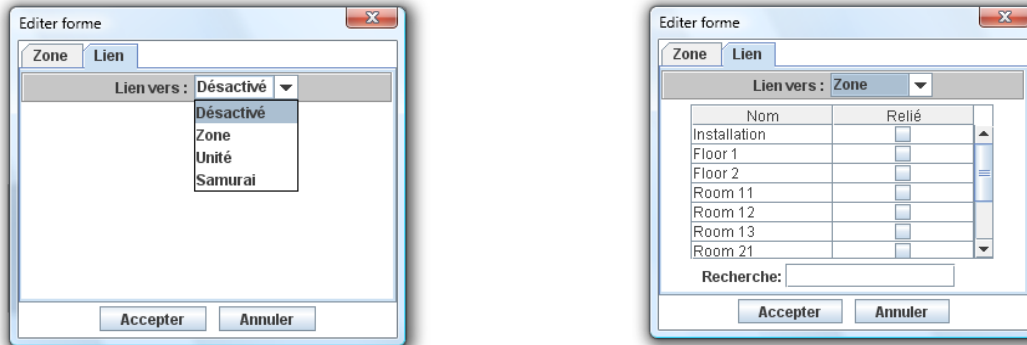 Editer forme
Zone Lien
Lien vers : Désactivé
Désactivé
Zone
Unité
Samurai
Accepter Annuler
Editer forme
Zone Lien
Lien vers : Zone
Nom Relié
Installation
Floor 1
Floor 2
Room 11
Room 12
Room 13
Room 21
Recherche:
Accepter Annuler